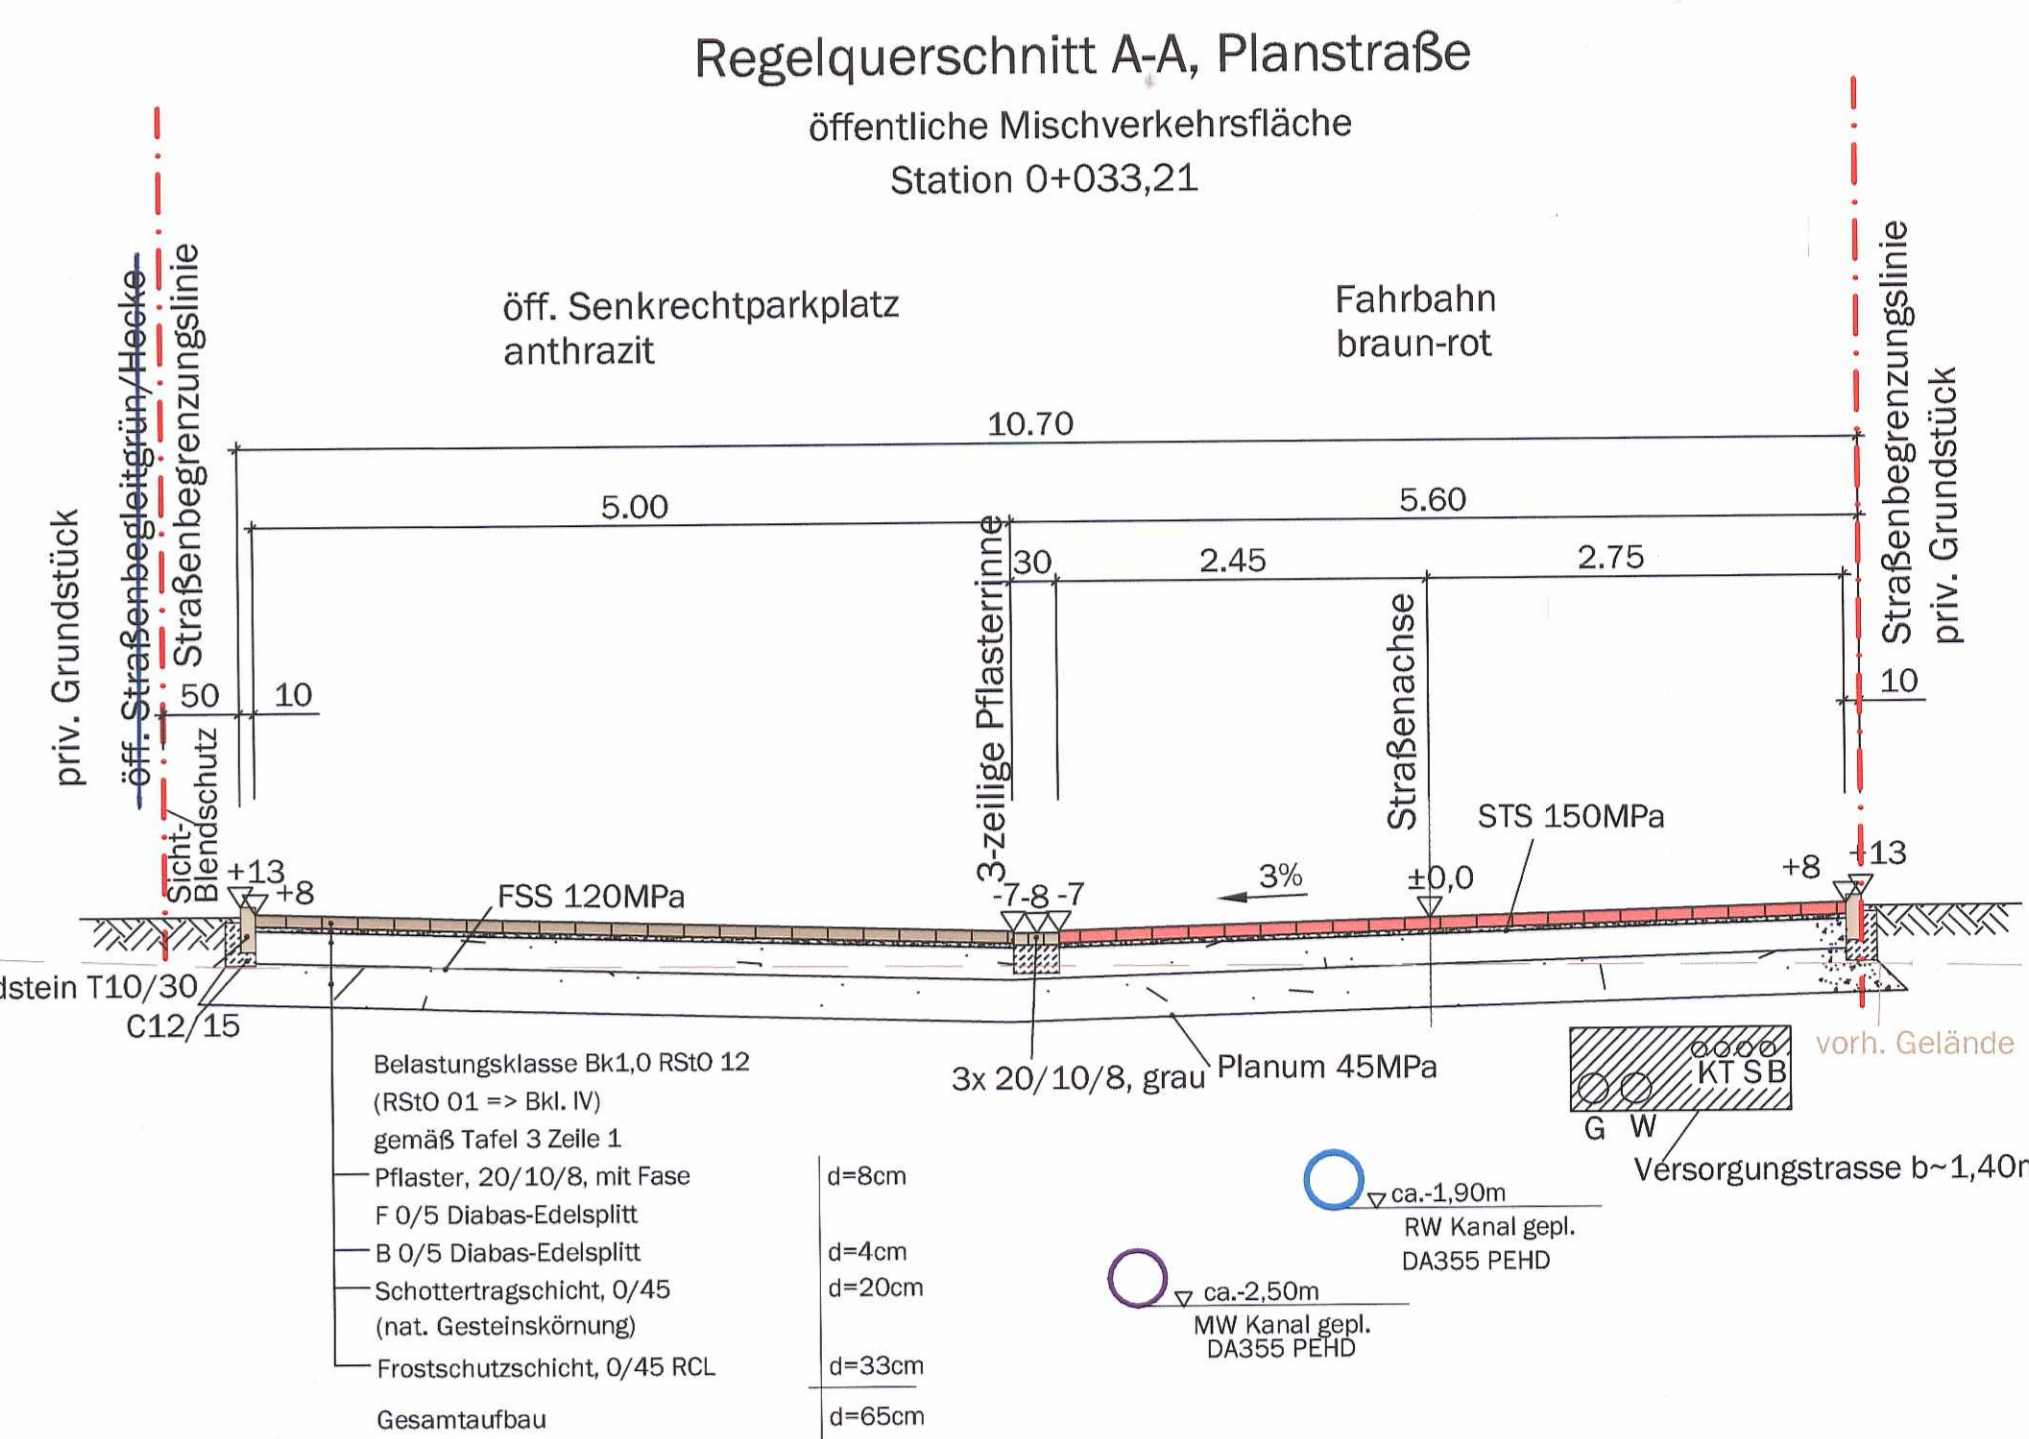 Regelquerschnitt A-A, Planstraße
öffentliche Mischverkehrsfläche
Station 0+033,21
priv. Grundstück
öff. Straßenbegleitgrün/Hecke
Straßenbegrenzungslinie
öff. Senkrechtparkplatz
anthrazit
Fahrbahn
braun-rot
Straßenbegrenzungslinie
priv. Grundstück
10.70
5.00
5.60
30
2.45
2.75
50
10
10
3-zeilige Pflasterrinne
Straßenachse
Sicht-
Blendschutz
STS 150MPa
+13
+8
FSS 120MPa
-7
-8
-7
3%
±0,0
+8
+13
dstein T10/30
C12/15
3x 20/10/8, grau
Planum 45MPa
vorh. Gelände
KT SB
G W
Versorgungstrasse b~1,40m
Belastungsklasse Bk1,0 RStO 12
(RStO 01 => Bkl. IV)
gemäß Tafel 3 Zeile 1
Pflaster, 20/10/8, mit Fase d=8cm
F 0/5 Diabas-Edelsplitt
B 0/5 Diabas-Edelsplitt d=4cm
Schottertragschicht, 0/45 d=20cm
(nat. Gesteinskörnung)
Frostschutzschicht, 0/45 RCL d=33cm
Gesamtaufbau d=65cm
ca.-1,90m
RW Kanal gepl.
DA355 PEHD
ca.-2,50m
MW Kanal gepl.
DA355 PEHD